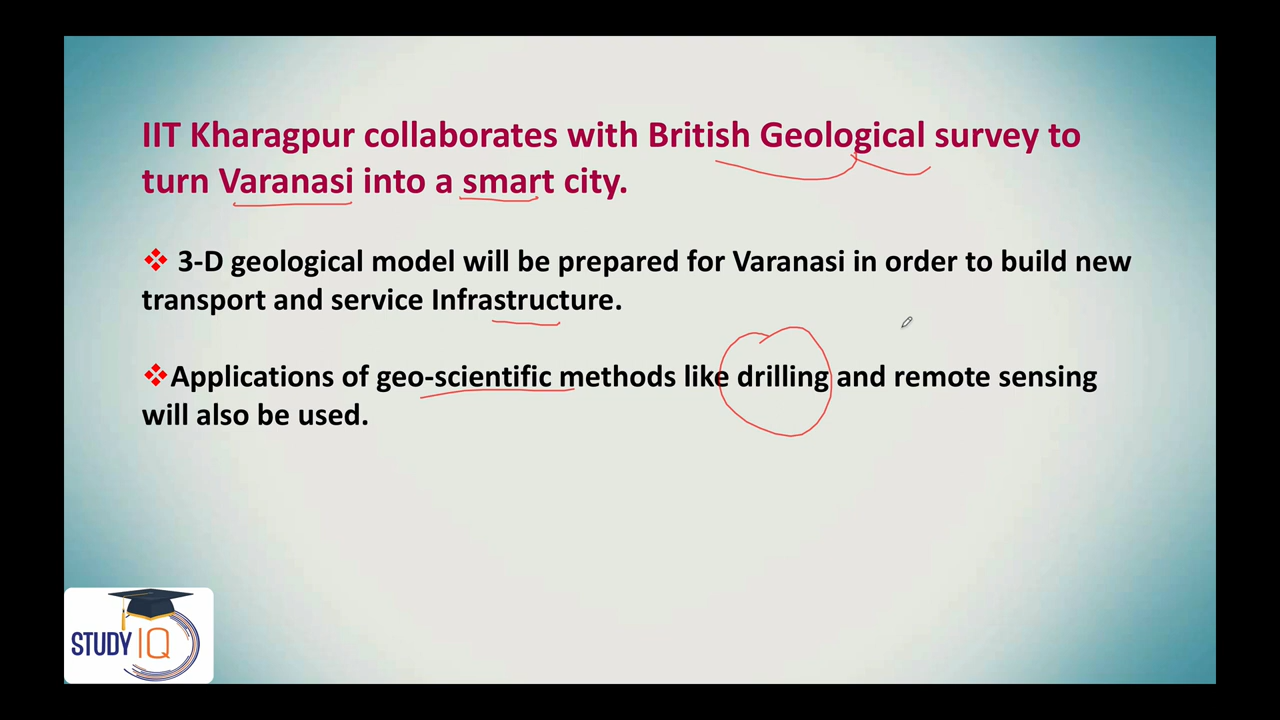 IIT Kharagpur collaborates with British Geological survey to
turn Varanasi into a smart city.
❖ 3-D geological model will be prepared for Varanasi in order to build new
transport and service Infrastructure.
❖Applications of geo-scientific methods like drilling and remote sensing
will also be used.
STUDY IQ